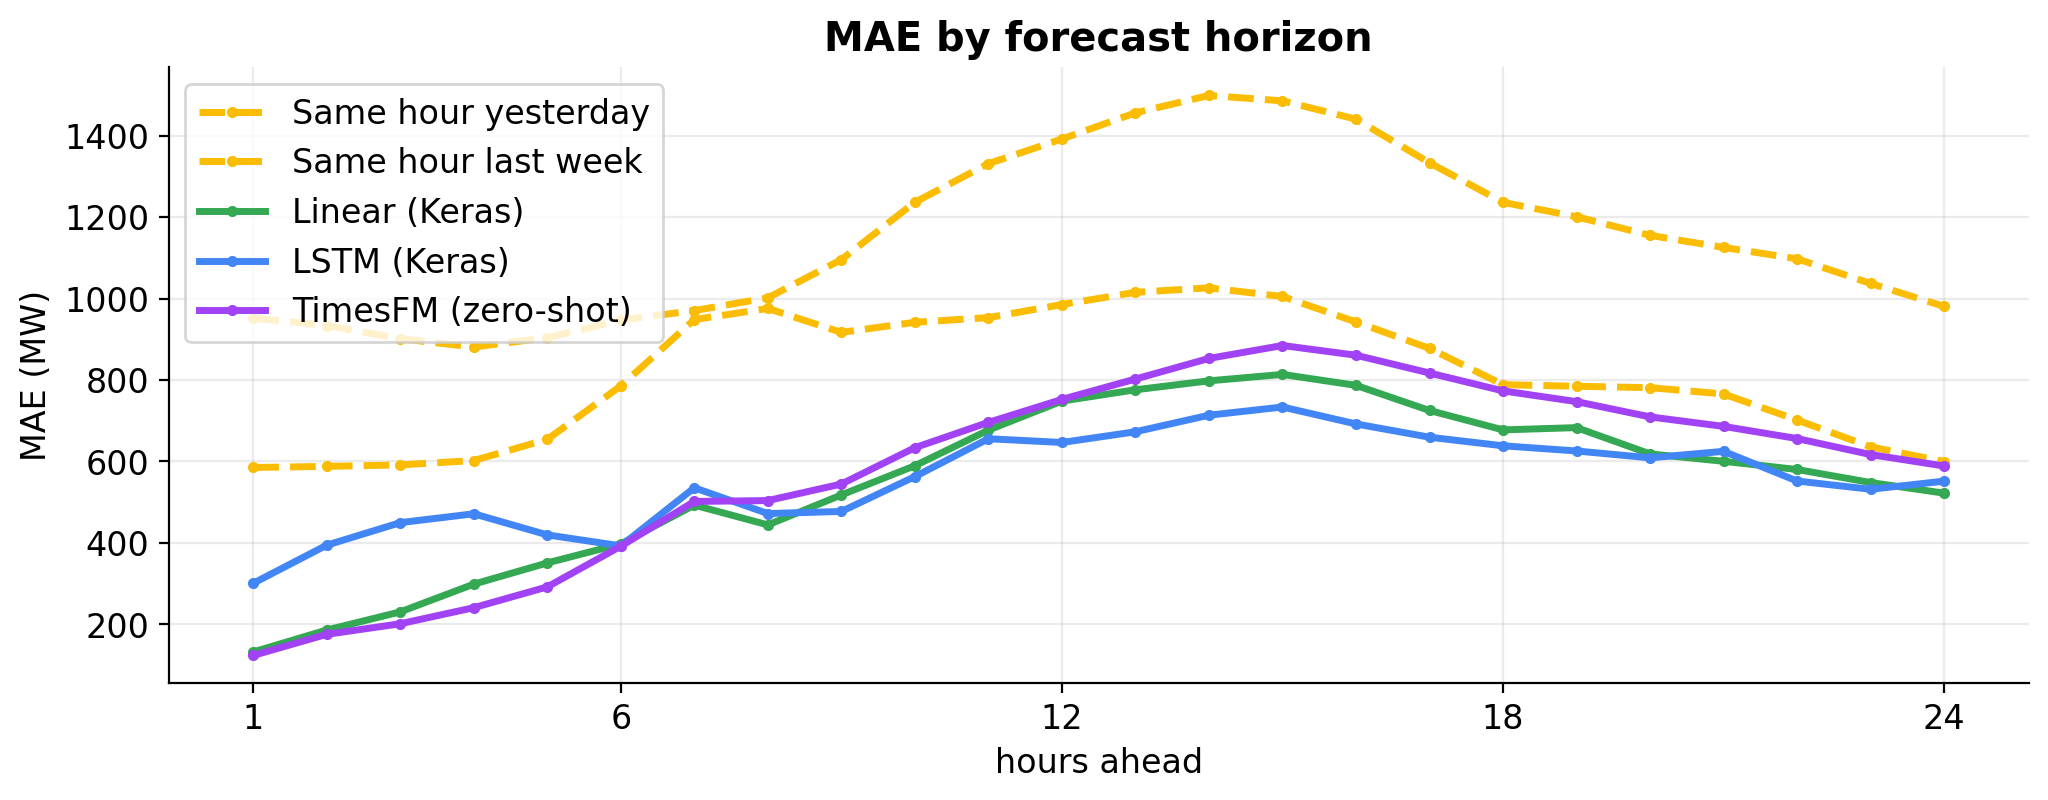 MAE by forecast horizon
Same hour yesterday
Same hour last week
Linear (Keras)
LSTM (Keras)
TimesFM (zero-shot)
MAE (MW)
1400
1200
1000
800
600
400
200
1 6 12 18 24
hours ahead